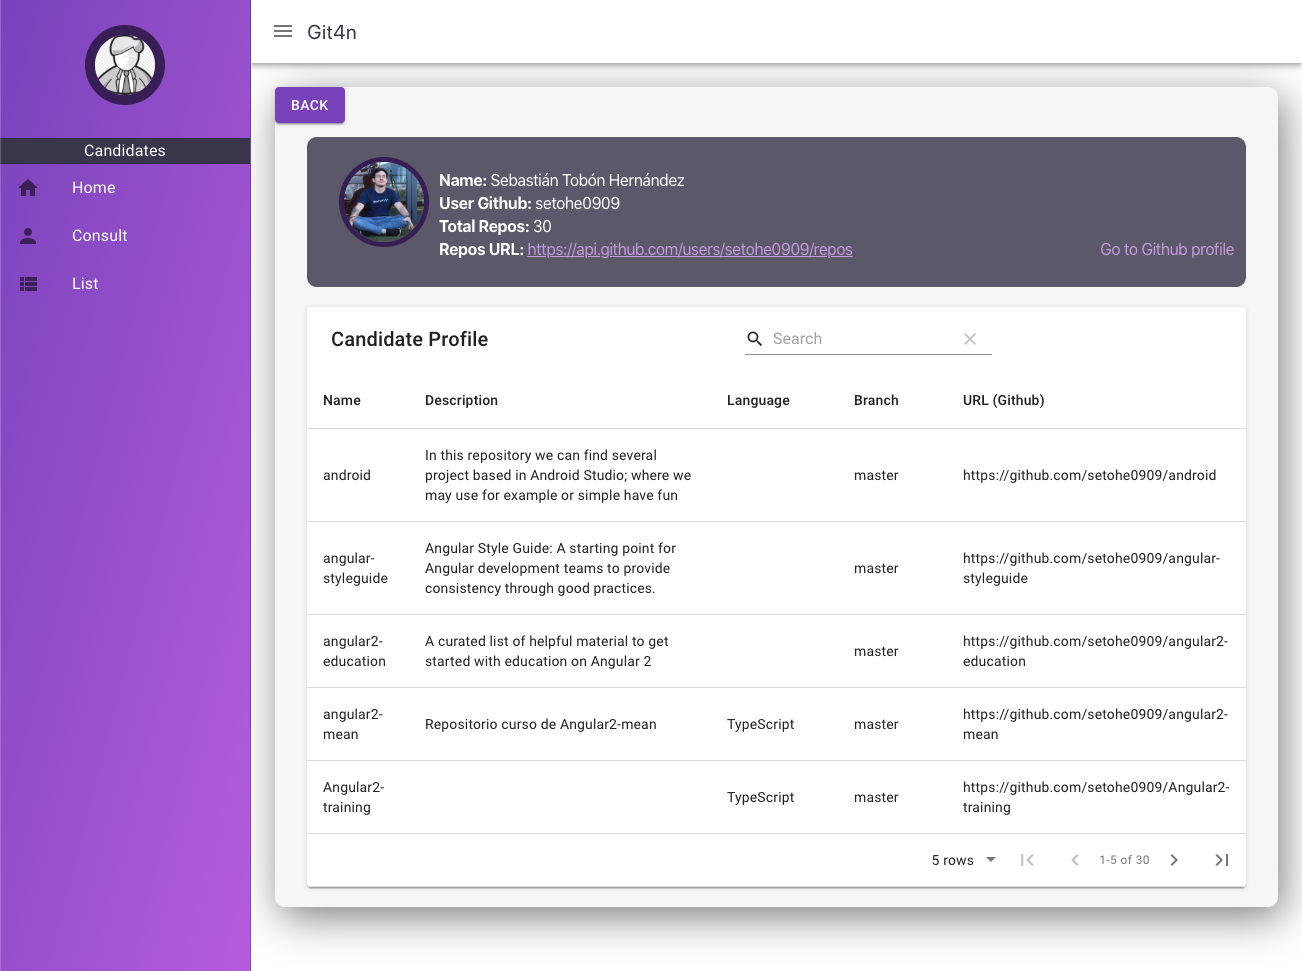 Git4n
BACK
Candidates
Home
Consult
List
Name: Sebastián Tobón Hernández
User Github: setohe0909
Total Repos: 30
Repos URL: https://api.github.com/users/setohe0909/repos
Go to Github profile
Candidate Profile
Search
Name Description Language Branch URL (Github)
android
In this repository we can find several
project based in Android Studio; where we
may use for example or simple have fun
master
https://github.com/setohe0909/android
angular-
styleguide
Angular Style Guide: A starting point for
Angular development teams to provide
consistency through good practices.
master
https://github.com/setohe0909/angular-
styleguide
angular2-
education
A curated list of helpful material to get
started with education on Angular 2
master
https://github.com/setohe0909/angular2-
education
angular2-
mean
Repositorio curso de Angular2-mean
TypeScript
master
https://github.com/setohe0909/angular2-
mean
Angular2-
training
TypeScript
master
https://github.com/setohe0909/Angular2-
training
5 rows
1-5 of 30